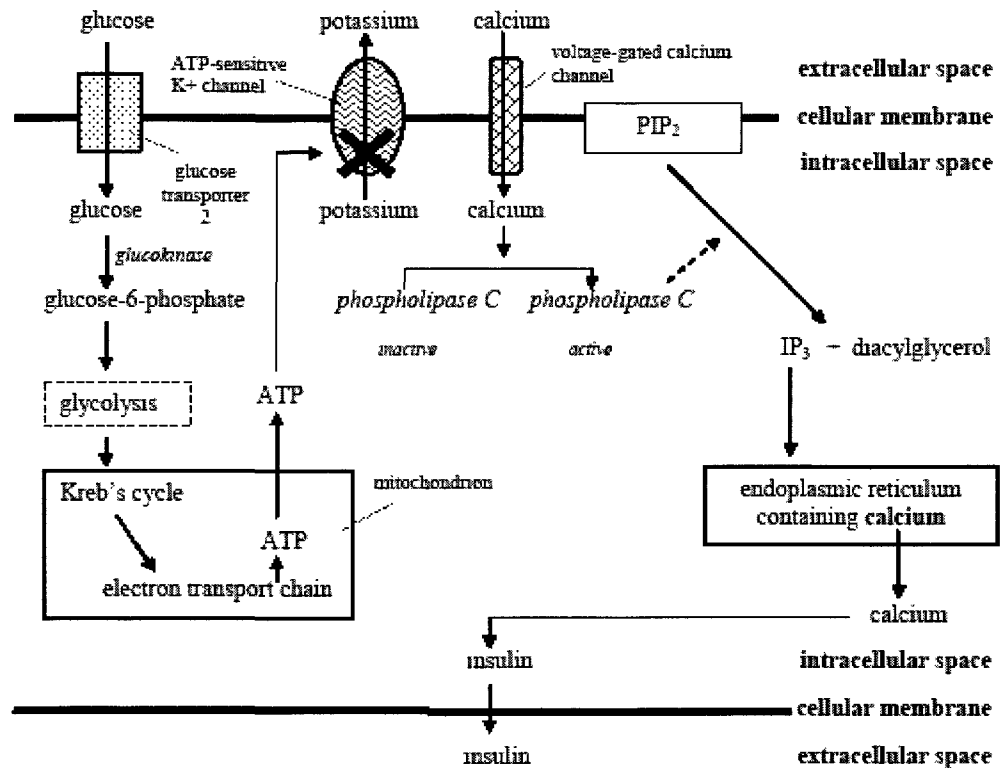 glucose
potassium
calcium
ATP-sensitive
K+ channel
voltage-gated calcium
channel
extracellular space
cellular membrane
intracellular space
PIP2
glucose
transporter
2
glucose
potassium
calcium
glucokinase
glucose-6-phosphate
phospholipase C
phospholipase C
inactive
active
IP3 – diacylglycerol
ATP
glycolysis
mitochondrion
Kreb's cycle
ATP
electron transport chain
endoplasmic reticulum
containing calcium
calcium
insulin
intracellular space
cellular membrane
insulin
extracellular space